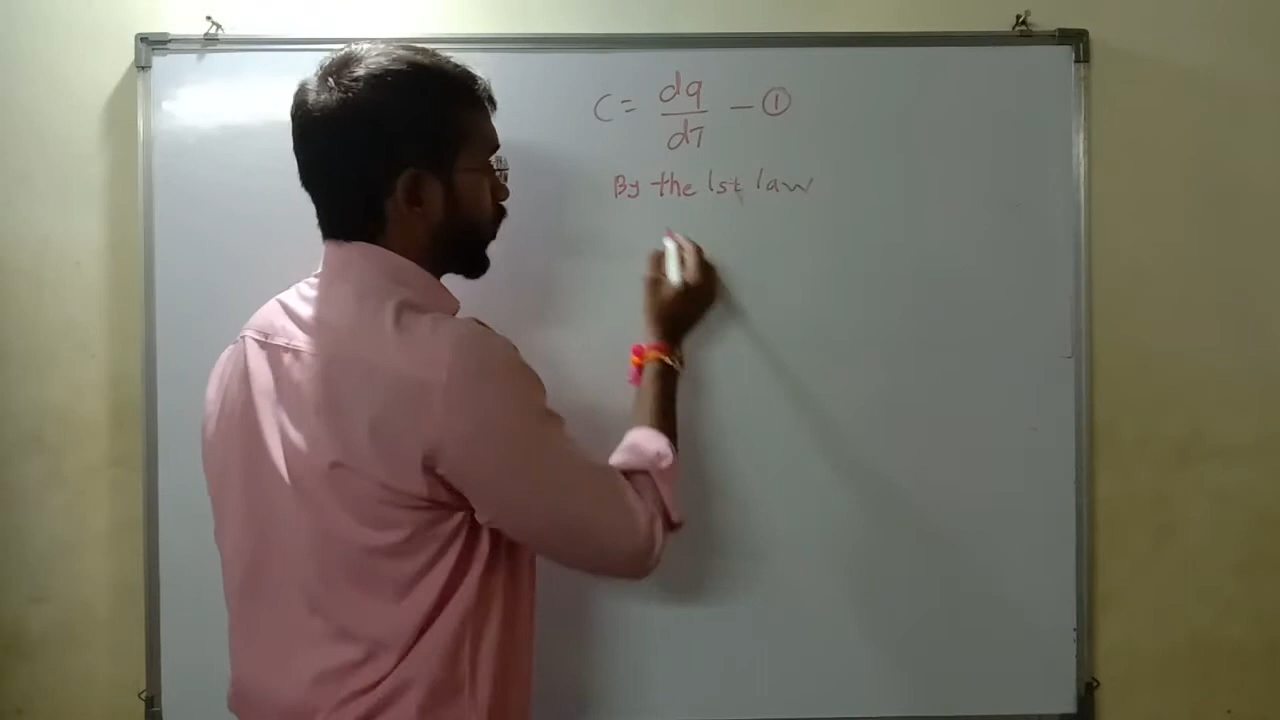 C = dq/dT - ①
By the 1st law